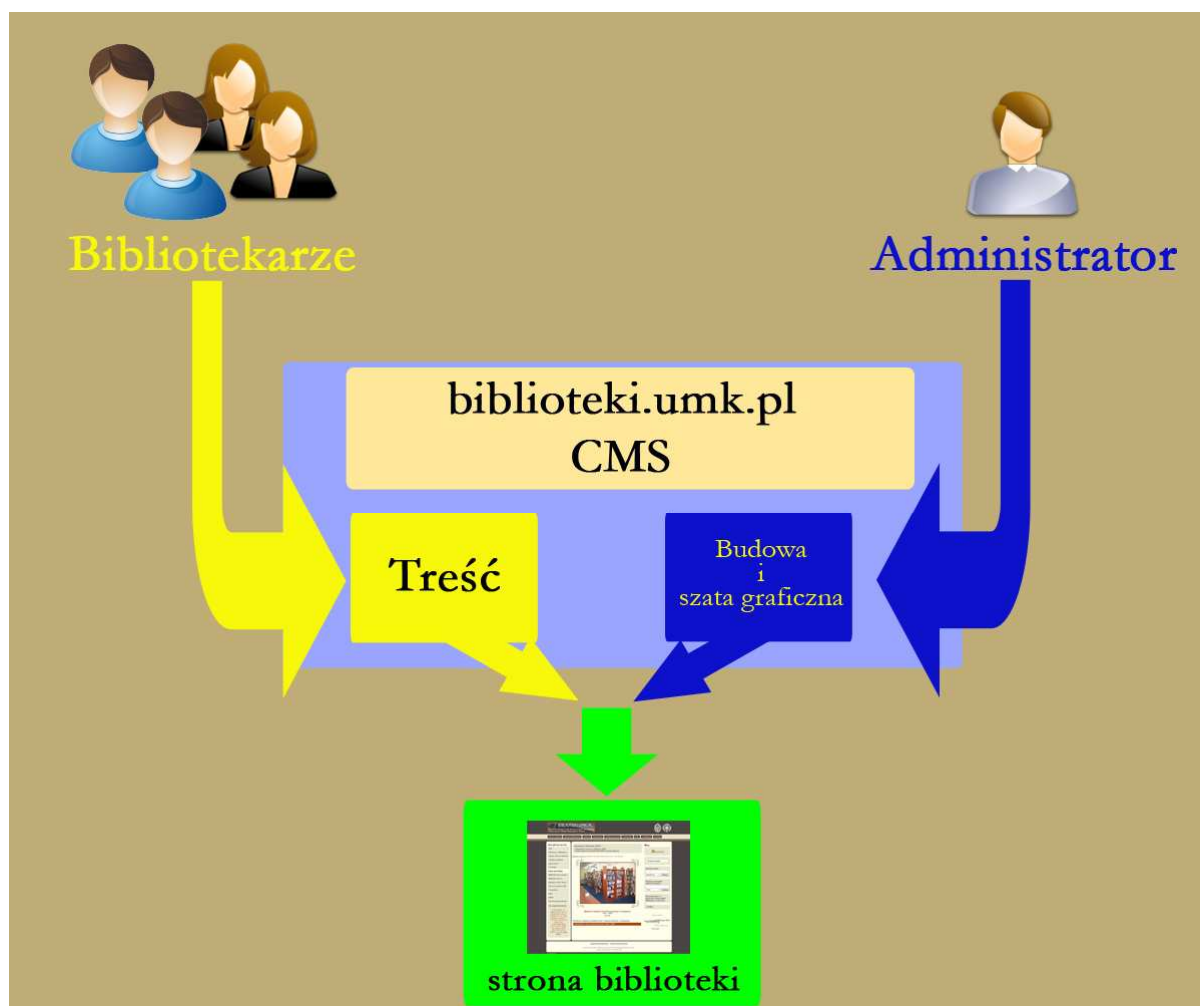 Bibliotekarze
Administrator
biblioteki.umk.pl
CMS
Treść
Budowa
i
szata graficzna
strona biblioteki